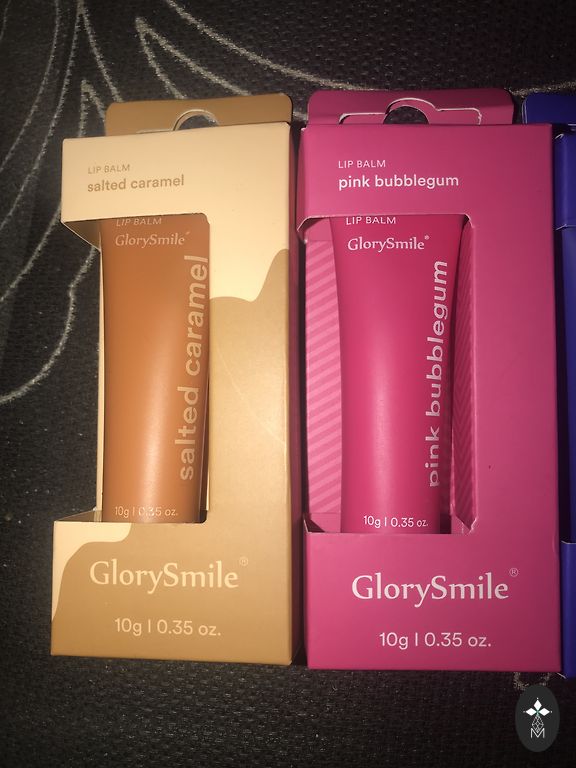 LIP BALM
salted caramel
LIP BALM
GlorySmile®
salted caramel
10g | 0.35 oz.
GlorySmile®
10g | 0.35 oz.
LIP BALM
pink bubblegum
LIP BALM
GlorySmile®
pink bubblegum
10g | 0.35 oz.
GlorySmile®
10g | 0.35 oz.
M